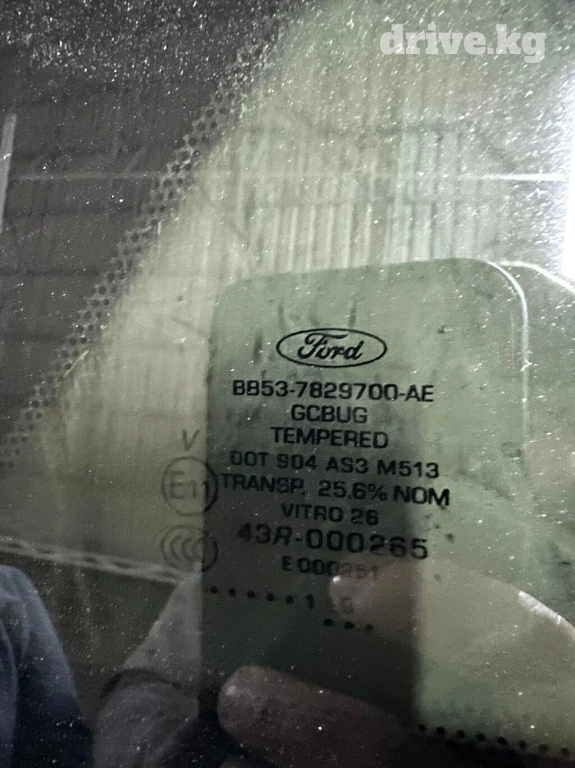 drive.kg
Ford
BB53-7829700-AE
GCBUG
TEMPERED
DOT 904 AS3 M513
TRANSP. 25.6% NOM
VITRO 26
43R-000265
E 000251
V
E11